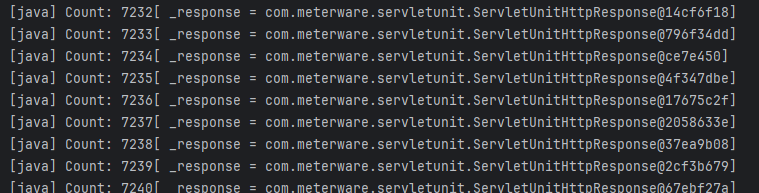 [java] Count: 7232[ _response = com.meterware.servletunit.ServletUnitHttpResponse@14cf6f18]
[java] Count: 7233[ _response = com.meterware.servletunit.ServletUnitHttpResponse@796f34dd]
[java] Count: 7234[ _response = com.meterware.servletunit.ServletUnitHttpResponse@ce7e450]
[java] Count: 7235[ _response = com.meterware.servletunit.ServletUnitHttpResponse@4f347dbe]
[java] Count: 7236[ _response = com.meterware.servletunit.ServletUnitHttpResponse@17675c2f]
[java] Count: 7237[ _response = com.meterware.servletunit.ServletUnitHttpResponse@2058633e]
[java] Count: 7238[ _response = com.meterware.servletunit.ServletUnitHttpResponse@37ea9b08]
[java] Count: 7239[ _response = com.meterware.servletunit.ServletUnitHttpResponse@2cf3b679]
[java] Count: 7240[ _response = com.meterware.servletunit.ServletUnitHttpResponse@67ebf27a]